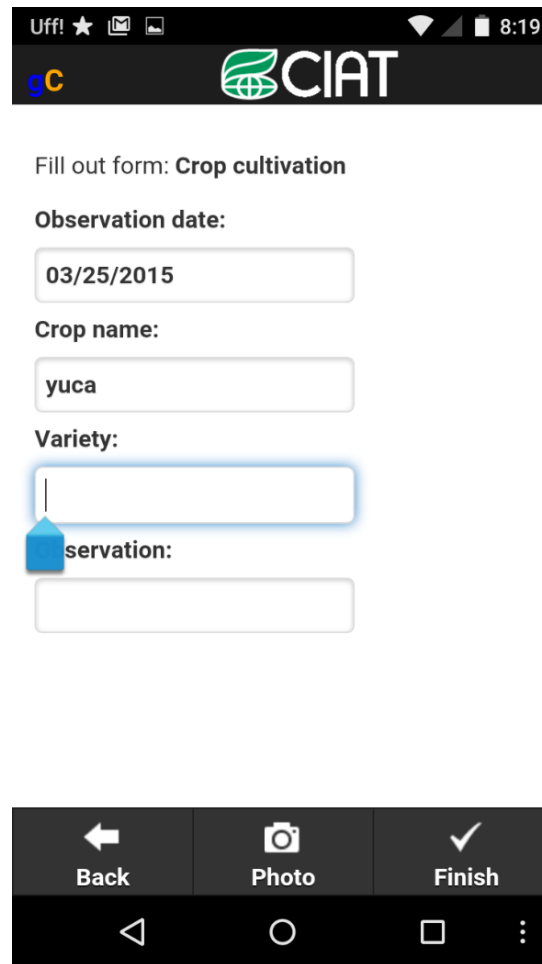 Uff! 8:19
gC CIAT
Fill out form: Crop cultivation
Observation date:
03/25/2015
Crop name:
yuca
Variety:
servation:
Back Photo Finish